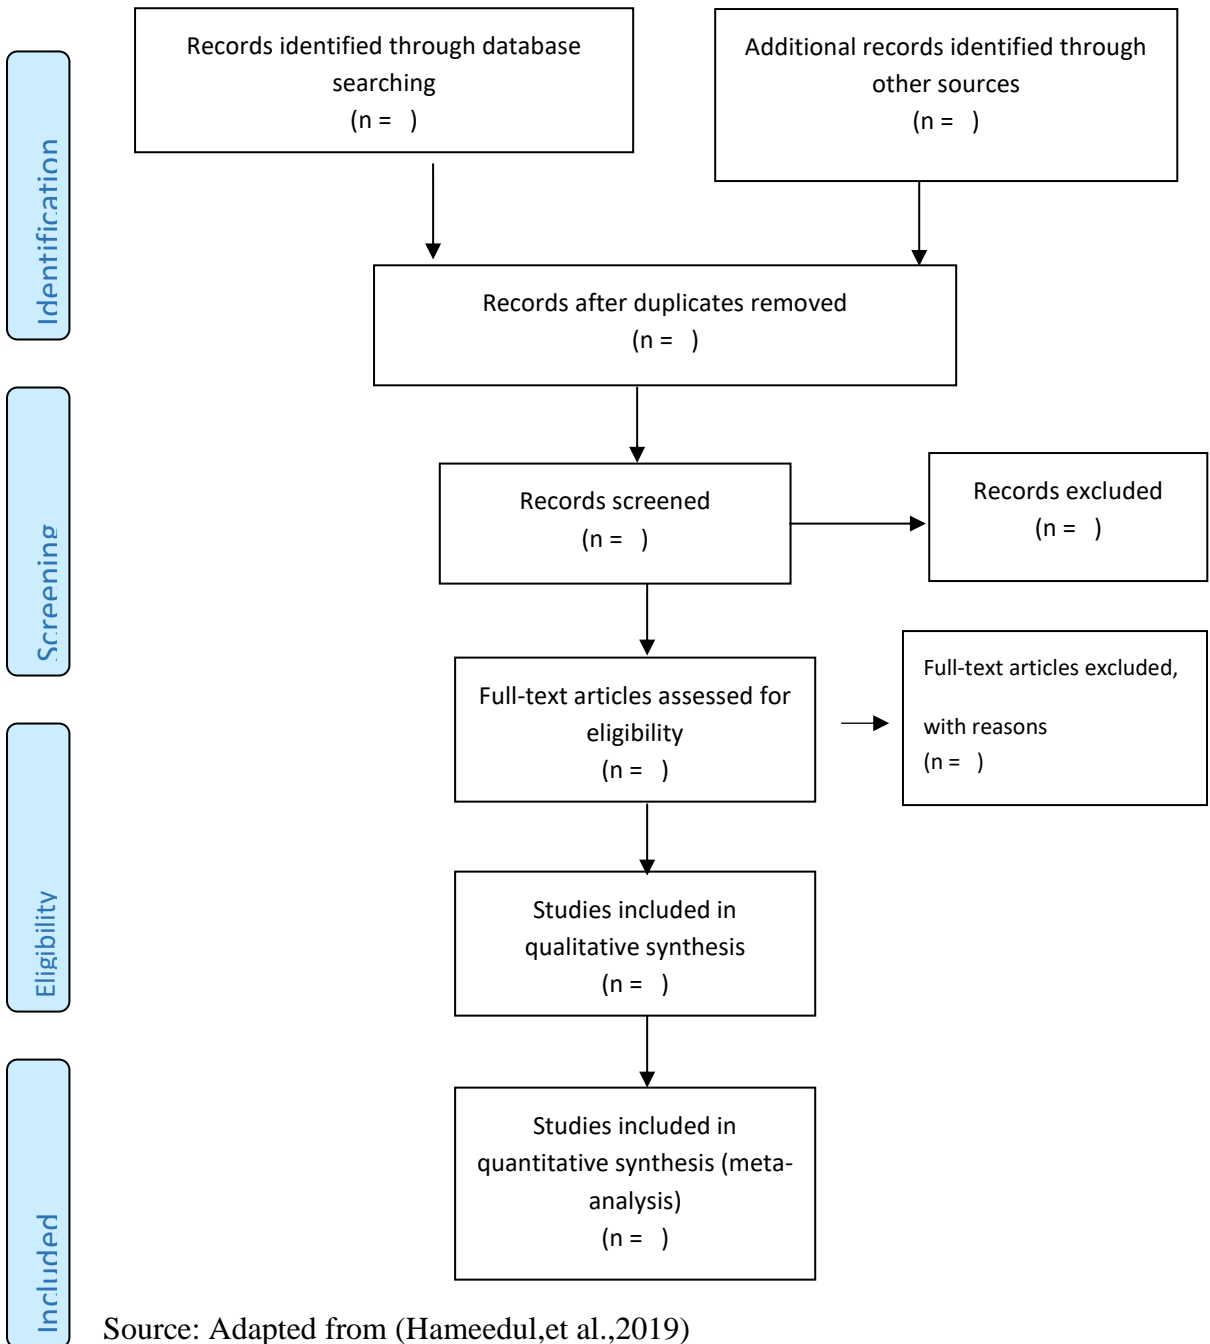 Identification
Records identified through database
searching
(n =   )
Additional records identified through
other sources
(n =   )
Records after duplicates removed
(n =   )
Screening
Records screened
(n =   )
Records excluded
(n =   )
Eligibility
Full-text articles assessed for
eligibility
(n =   )
Full-text articles excluded,
with reasons
(n =   )
Studies included in
qualitative synthesis
(n =   )
Included
Studies included in
quantitative synthesis (meta-
analysis)
(n =   )
Source: Adapted from (Hameedul,et al.,2019)